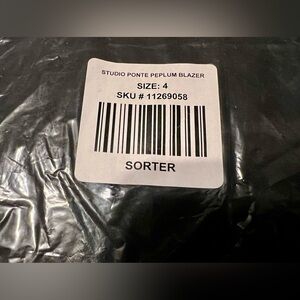 STUDIO PONTE PEPLUM BLAZER
SIZE: 4
SKU # 11269058
SORTER